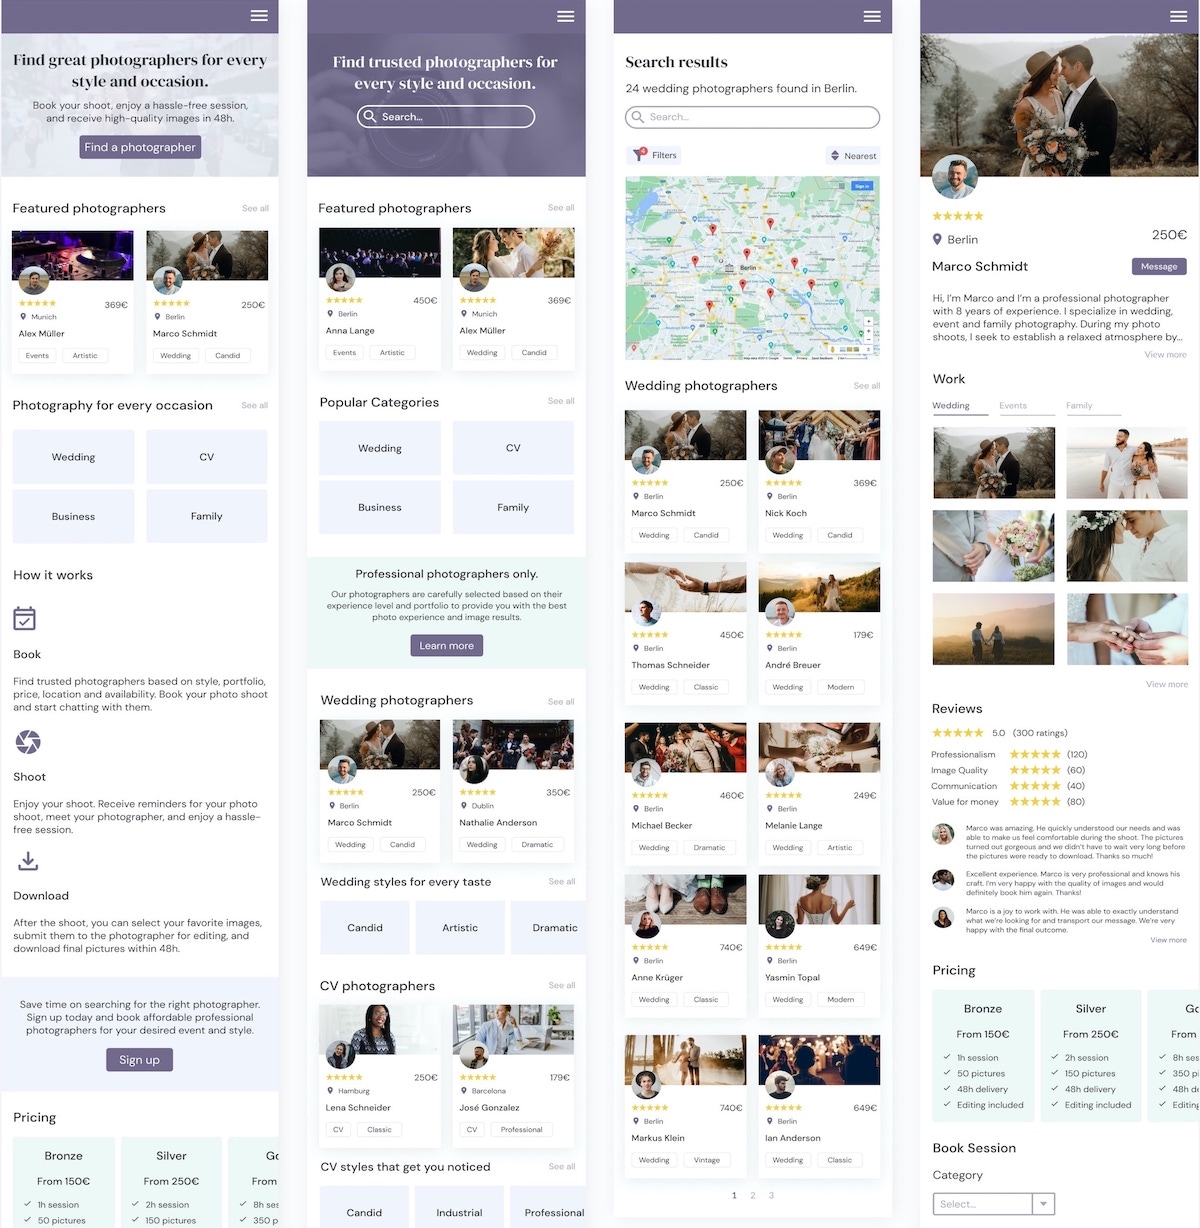 Find great photographers for every
style and occasion.
Book your shoot, enjoy a hassle-free session,
and receive high-quality images in 48h.
Find a photographer
Featured photographers
See all
369€
Munich
Alex Müller
Events
Artistic
250€
Berlin
Marco Schmidt
Wedding
Candid
Photography for every occasion
See all
Wedding
CV
Business
Family
How it works
Book
Find trusted photographers based on style, portfolio,
price, location and availability. Book your photo shoot
and start chatting with them.
Shoot
Enjoy your shoot. Receive reminders for your photo
shoot, meet your photographer, and enjoy a hassle-
free session.
Download
After the shoot, you can select your favorite images,
submit them to the photographer for editing, and
download final pictures within 48h.
Save time on searching for the right photographer.
Sign up today and book affordable professional
photographers for your desired event and style.
Sign up
Pricing
Bronze
From 150€
1h session
50 pictures
Silver
From 250€
2h session
150 pictures
Go
From
8h ses
350 p
Find trusted photographers for
every style and occasion.
Search...
Featured photographers
See all
450€
Berlin
Anna Lange
Events
Artistic
369€
Munich
Alex Müller
Wedding
Candid
Popular Categories
See all
Wedding
CV
Business
Family
Professional photographers only.
Our photographers are carefully selected based on their
experience level and portfolio to provide you with the best
photo experience and image results.
Learn more
Wedding photographers
See all
250€
Berlin
Marco Schmidt
Wedding
Candid
350€
Dublin
Nathalie Anderson
Wedding
Dramatic
Wedding styles for every taste
See all
Candid
Artistic
Dramatic
CV photographers
See all
250€
Hamburg
Lena Schneider
CV
Classic
179€
Barcelona
José Gonzalez
CV
Professional
CV styles that get you noticed
See all
Candid
Industrial
Professional
Search results
24 wedding photographers found in Berlin.
Search...
Filters
Nearest
Sign in
Berlin
Wedding photographers
See all
250€
Berlin
Marco Schmidt
Wedding
Candid
369€
Berlin
Nick Koch
Wedding
Candid
450€
Berlin
Thomas Schneider
Wedding
Classic
179€
Berlin
André Breuer
Wedding
Modern
460€
Berlin
Michael Becker
Wedding
Dramatic
249€
Berlin
Melanie Lange
Wedding
Artistic
740€
Berlin
Anne Krüger
Wedding
Classic
649€
Berlin
Yasmin Topal
Wedding
Modern
740€
Berlin
Markus Klein
Wedding
Vintage
649€
Berlin
Ian Anderson
Wedding
Classic
1 2 3
250€
Berlin
Marco Schmidt
Message
Hi, I'm Marco and I'm a professional photographer
with 8 years of experience. I specialize in wedding,
event and family photography. During my photo
shoots, I seek to establish a relaxed atmosphere by...
View more
Work
Wedding
Events
Family
View more
Reviews
5.0 (300 ratings)
Professionalism (120)
Image Quality (60)
Communication (40)
Value for money (80)
Marco was amazing. He quickly understood our needs and was
able to make us feel comfortable during the shoot. The pictures
turned out gorgeous and we didn't have to wait very long before
the pictures were ready to download. Thanks so much!
Excellent experience. Marco is very professional and knows his
craft. I'm very happy with the quality of images and would
definitely book him again. Thanks!
Marco is a joy to work with. He was able to exactly understand
what we're looking for and transport our message. We're very
happy with the final outcome.
View more
Pricing
Bronze
From 150€
1h session
50 pictures
48h delivery
Editing included
Silver
From 250€
2h session
150 pictures
48h delivery
Editing included
Go
From
8h ses
350 pi
48h de
Editing
Book Session
Category
Select...